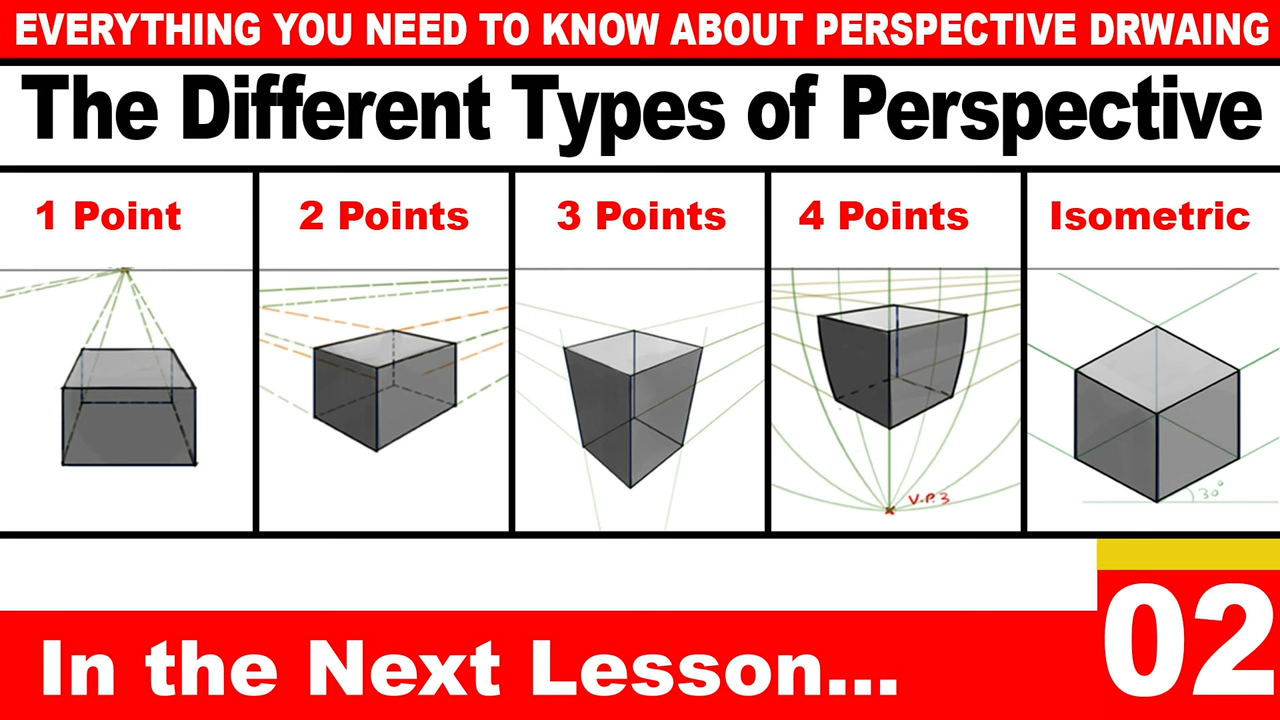 EVERYTHING YOU NEED TO KNOW ABOUT PERSPECTIVE DRWAING
The Different Types of Perspective
1 Point
2 Points
3 Points
4 Points
Isometric
V.P.3
30°
In the Next Lesson...
02